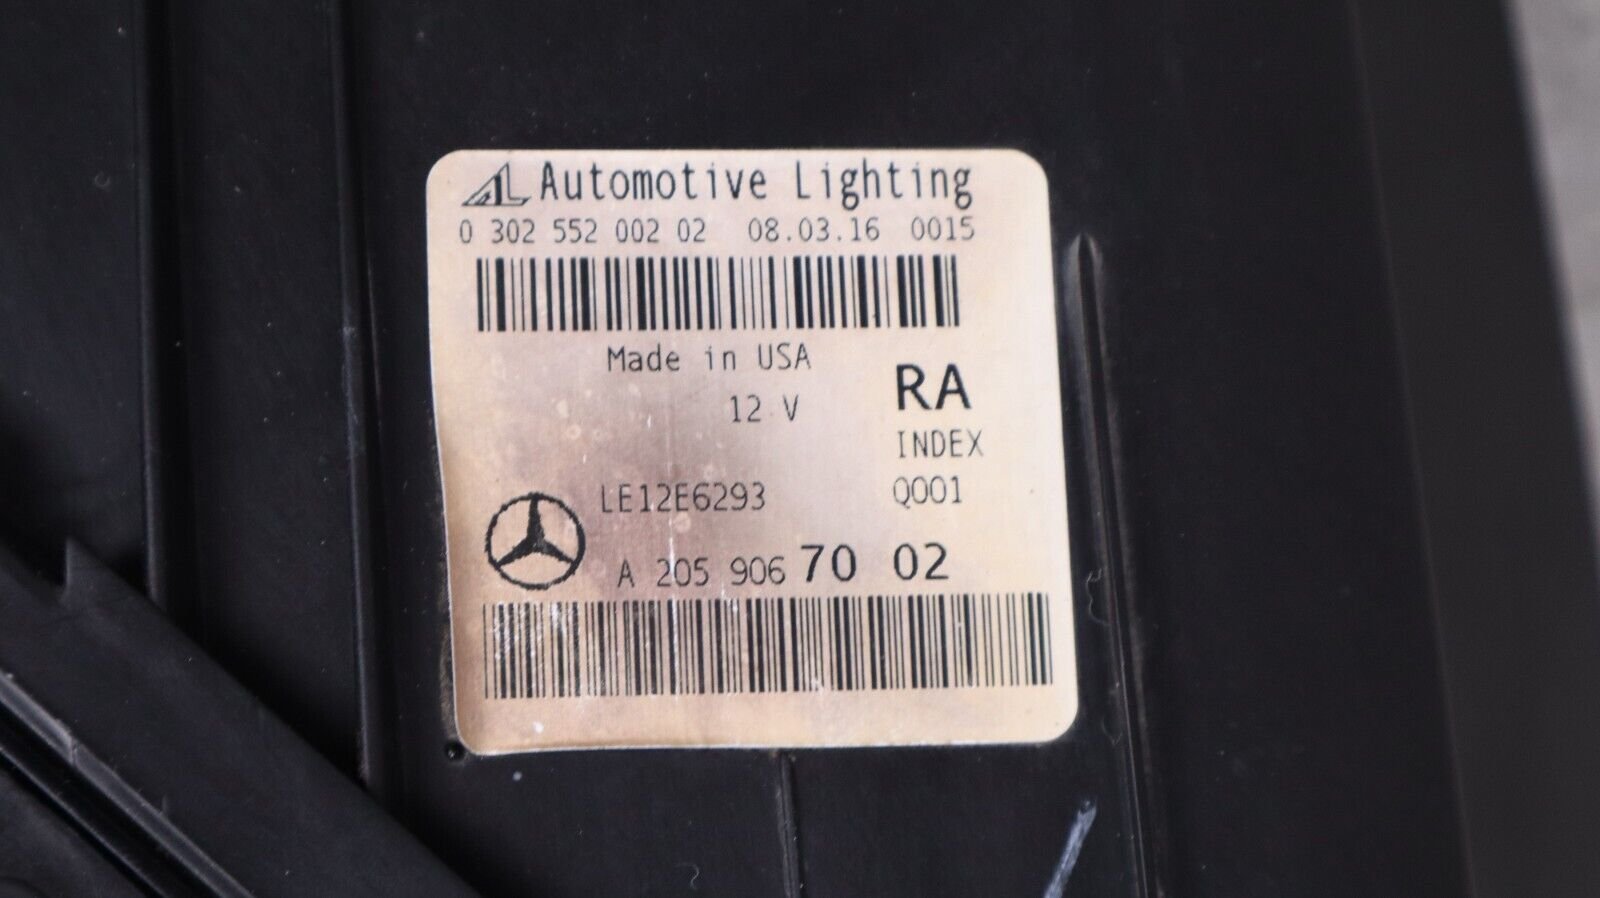 AL Automotive Lighting
0 302 552 002 02 08.03.16 0015
Made in USA
12 V
RA
INDEX
Q001
LE12E6293
A 205 906 70 02